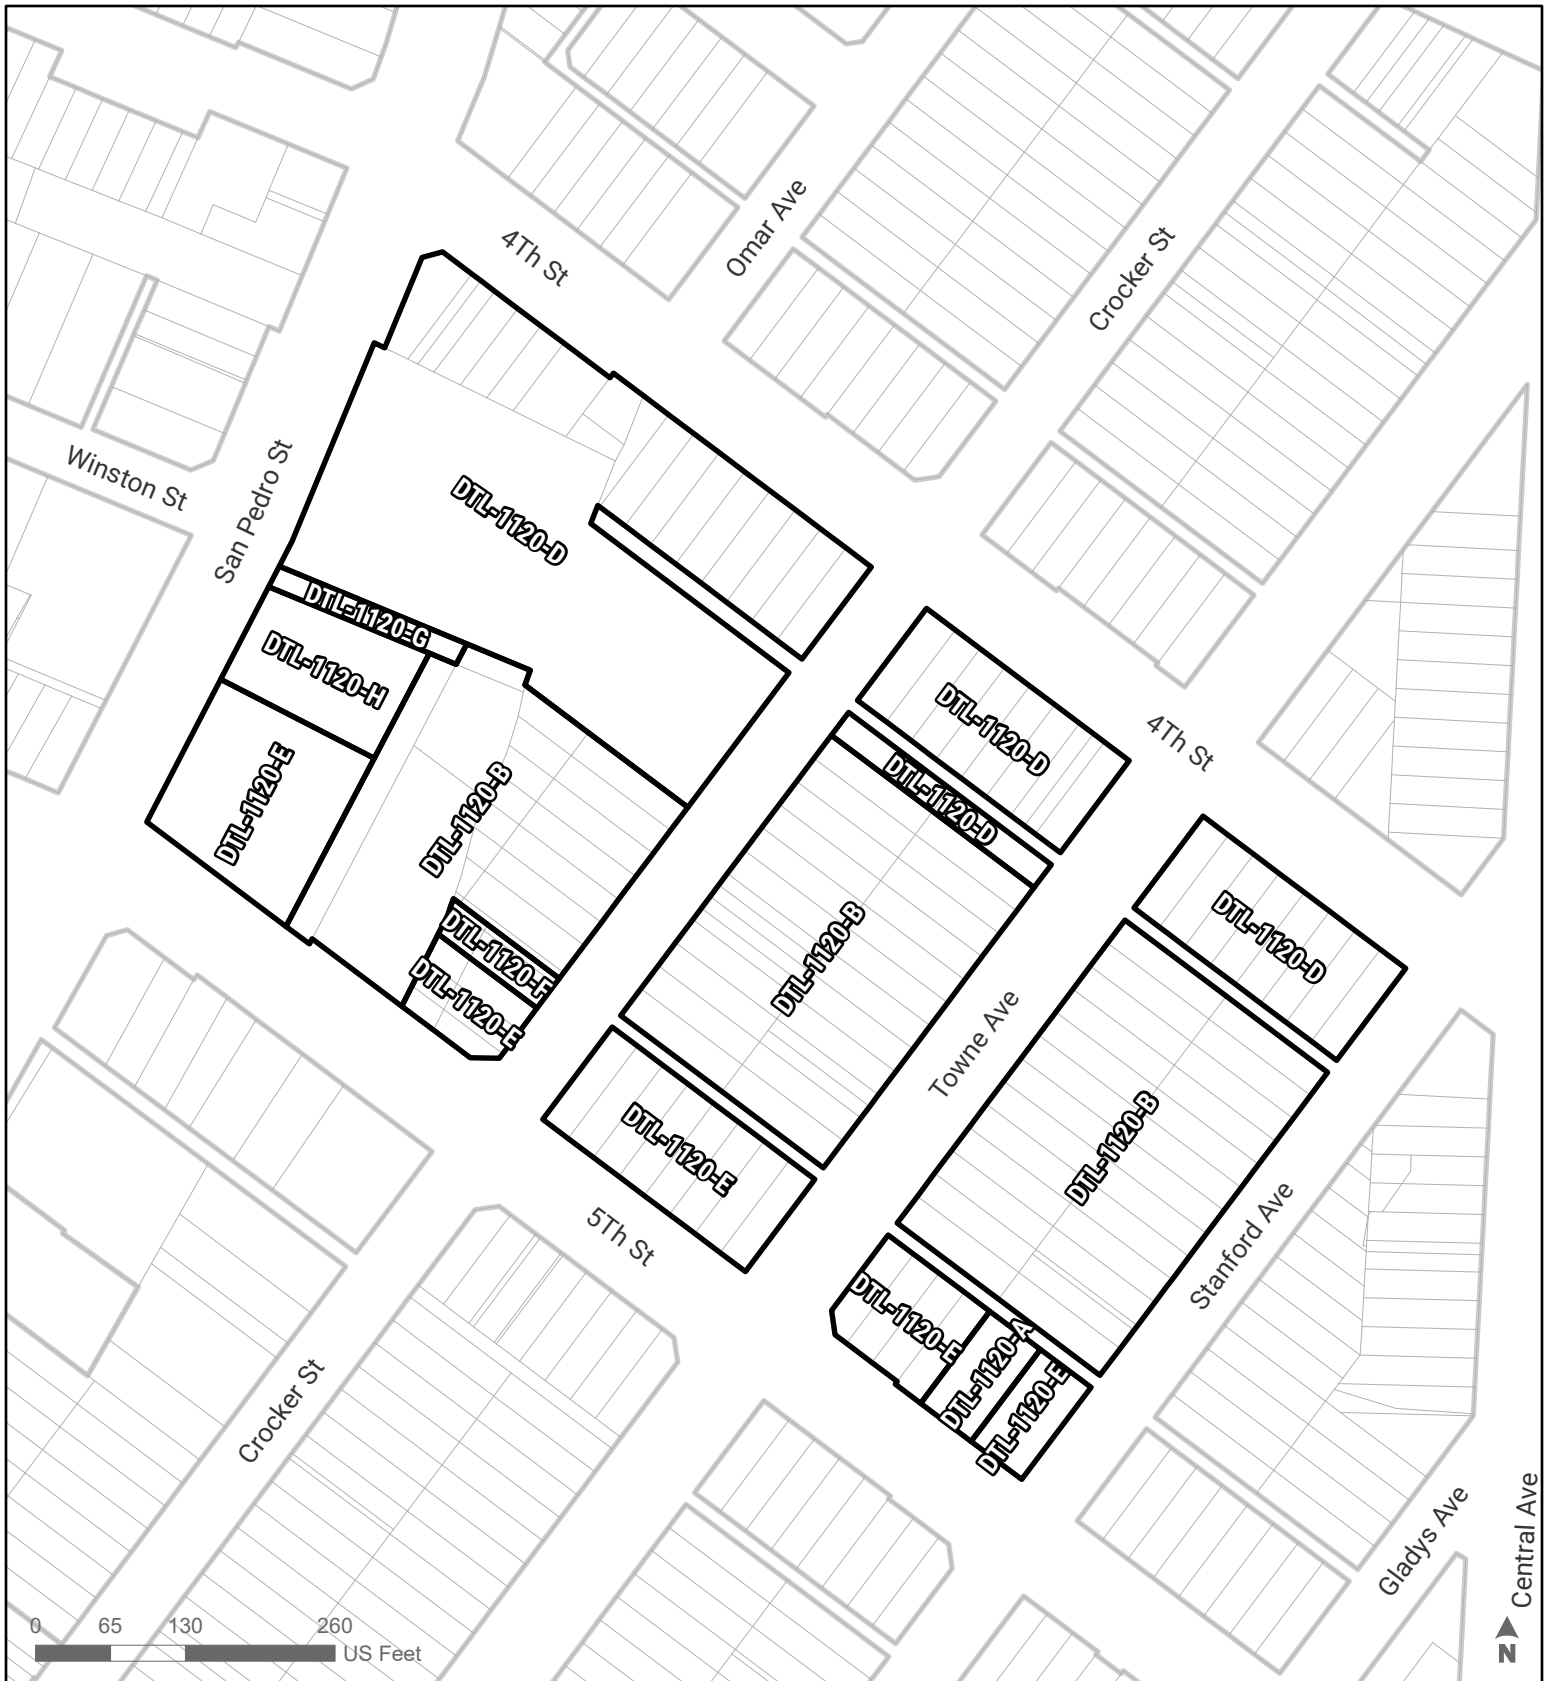 Omar Ave
4Th St
Crocker St
Winston St
San Pedro St
DTL-1120-D
DTL-1120-G
DTL-1120-H
DTL-1120-E
DTL-1120-B
DTL-1120-F
DTL-1120-E
DTL-1120-D
4Th St
DTL-1120-D
DTL-1120-B
DTL-1120-D
Towne Ave
DTL-1120-E
DTL-1120-B
5Th St
Stanford Ave
DTL-1120-E
DTL-1120-A
DTL-1120-E
Crocker St
Gladys Ave
Central Ave
0 65 130 260
US Feet
N